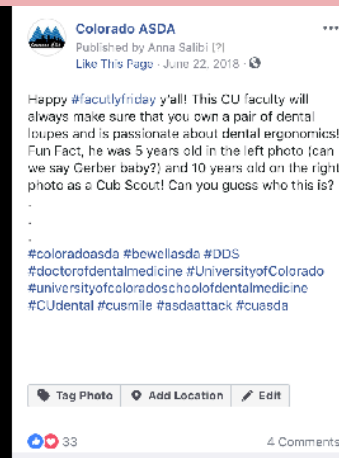 Colorado ASDA
Published by Anna Salibi [?]
Like This Page · June 22, 2018 ·
Happy #facutlyfriday y'all! This CU faculty will
always make sure that you own a pair of dental
loupes and is passionate about dental ergonomics!
Fun Fact, he was 5 years old in the left photo (can
we say Gerber baby?) and 10 years old on the right
photo as a Cub Scout! Can you guess who this is?
.
.
.
#coloradoasda #bewellasda #DDS
#doctorofdentalmedicine #UniversityofColorado
#universityofcoloradoschoolofdentalmedicine
#CUdental #cusmile #asdaattack #cuasda
Tag Photo Add Location Edit
33 4 Comments